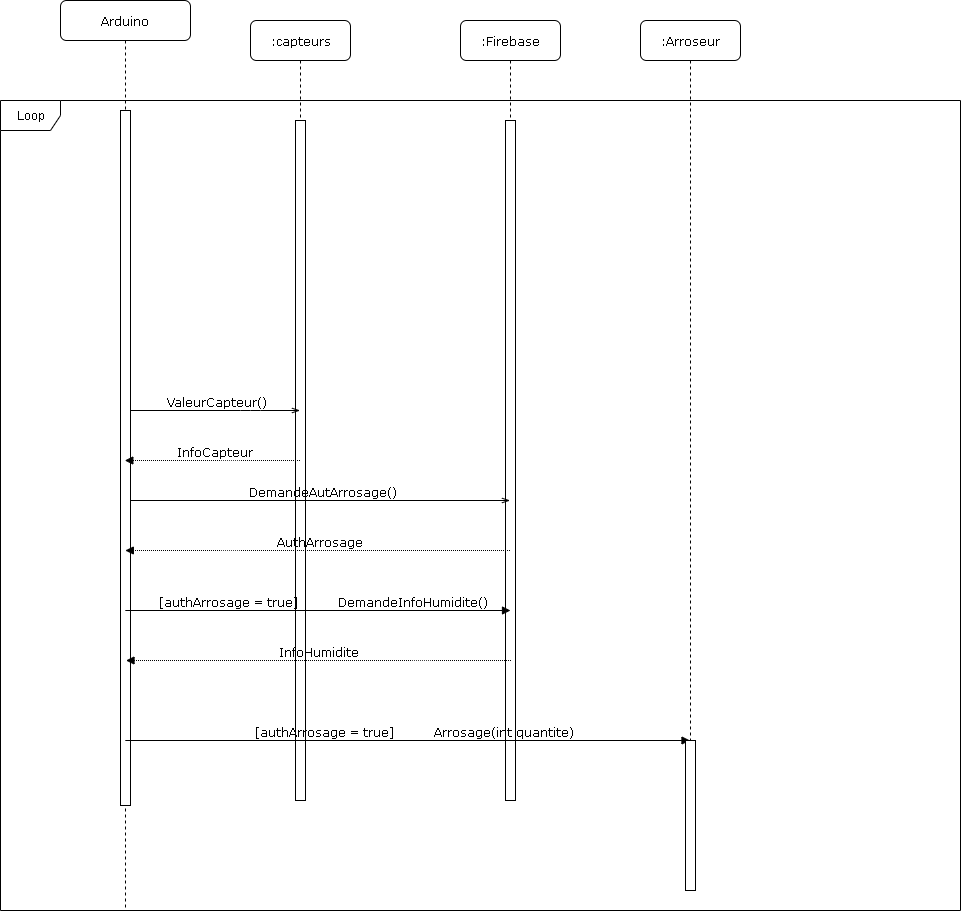 Arduino
:capteurs
:Firebase
:Arroseur
Loop
ValeurCapteur()
InfoCapteur
DemandeAutArrosage()
AuthArrosage
[authArrosage = true] DemandeInfoHumidite()
InfoHumidite
[authArrosage = true] Arrosage(int quantite)